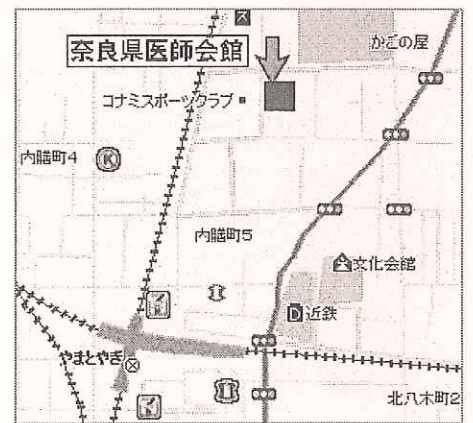 奈良県医師会館
かごの屋
コナミスポーツクラブ
内膳町4
K
内膳町5
文化会館
D近鉄
やまとやぎ
北八木町2